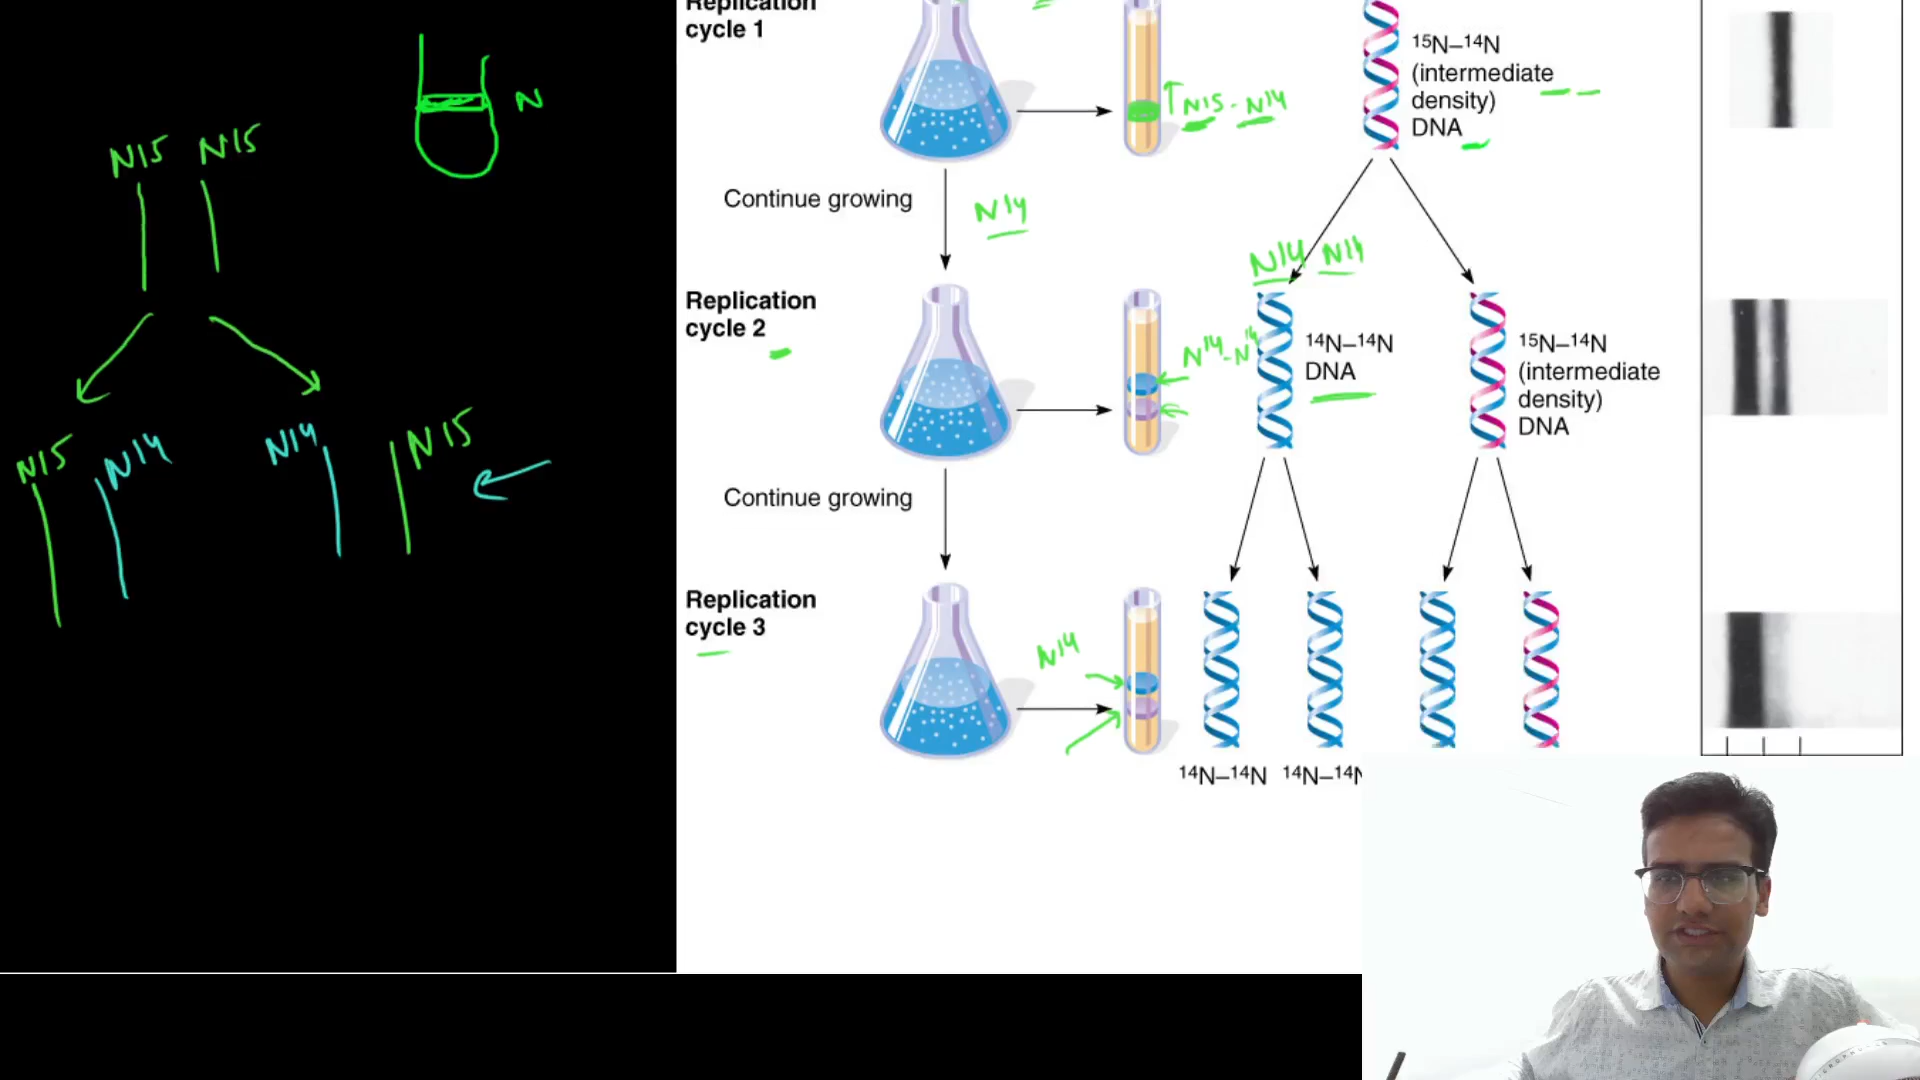 Replication
cycle 1
15N–14N
(intermediate
density)
DNA
N15 - N14
N
N15 N15
Continue growing
N14
N14 N14
Replication
cycle 2
N14-N14
14N–14N
DNA
15N–14N
(intermediate
density)
DNA
N15 N14 N14 N15
Continue growing
Replication
cycle 3
N14
14N–14N 14N–14N